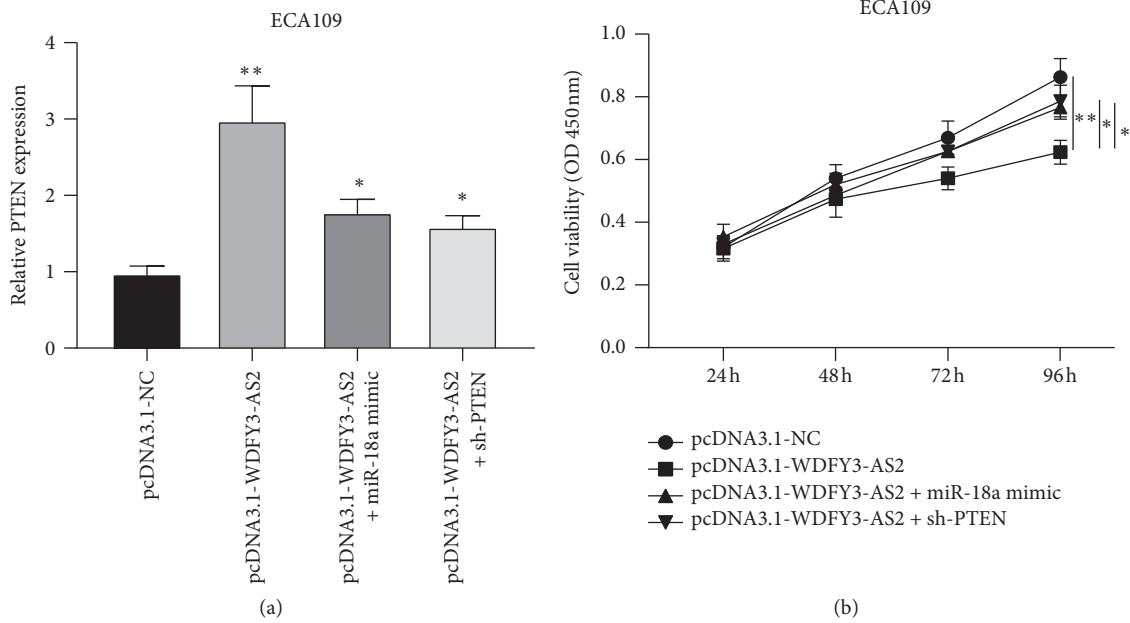 (a)
ECA109
Relative PTEN expression
4
3
2
1
0
**
*
*
pcDNA3.1-NC
pcDNA3.1-WDFY3-AS2
pcDNA3.1-WDFY3-AS2
+ miR-18a mimic
pcDNA3.1-WDFY3-AS2
+ sh-PTEN
(a)
(b)
ECA109
Cell viability (OD 450 nm)
1.0
0.8
0.6
0.4
0.2
0.0
** * *
24 h 48 h 72 h 96 h
pcDNA3.1-NC
pcDNA3.1-WDFY3-AS2
pcDNA3.1-WDFY3-AS2 + miR-18a mimic
pcDNA3.1-WDFY3-AS2 + sh-PTEN
(b)